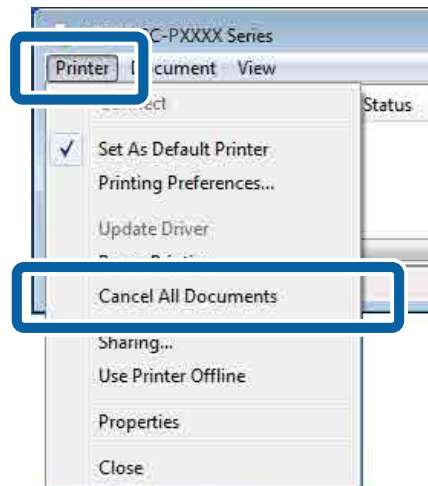 C-PXXXX Series
Printer Document View
Status
Set As Default Printer
Printing Preferences...
Update Driver
Cancel All Documents
Sharing...
Use Printer Offline
Properties
Close